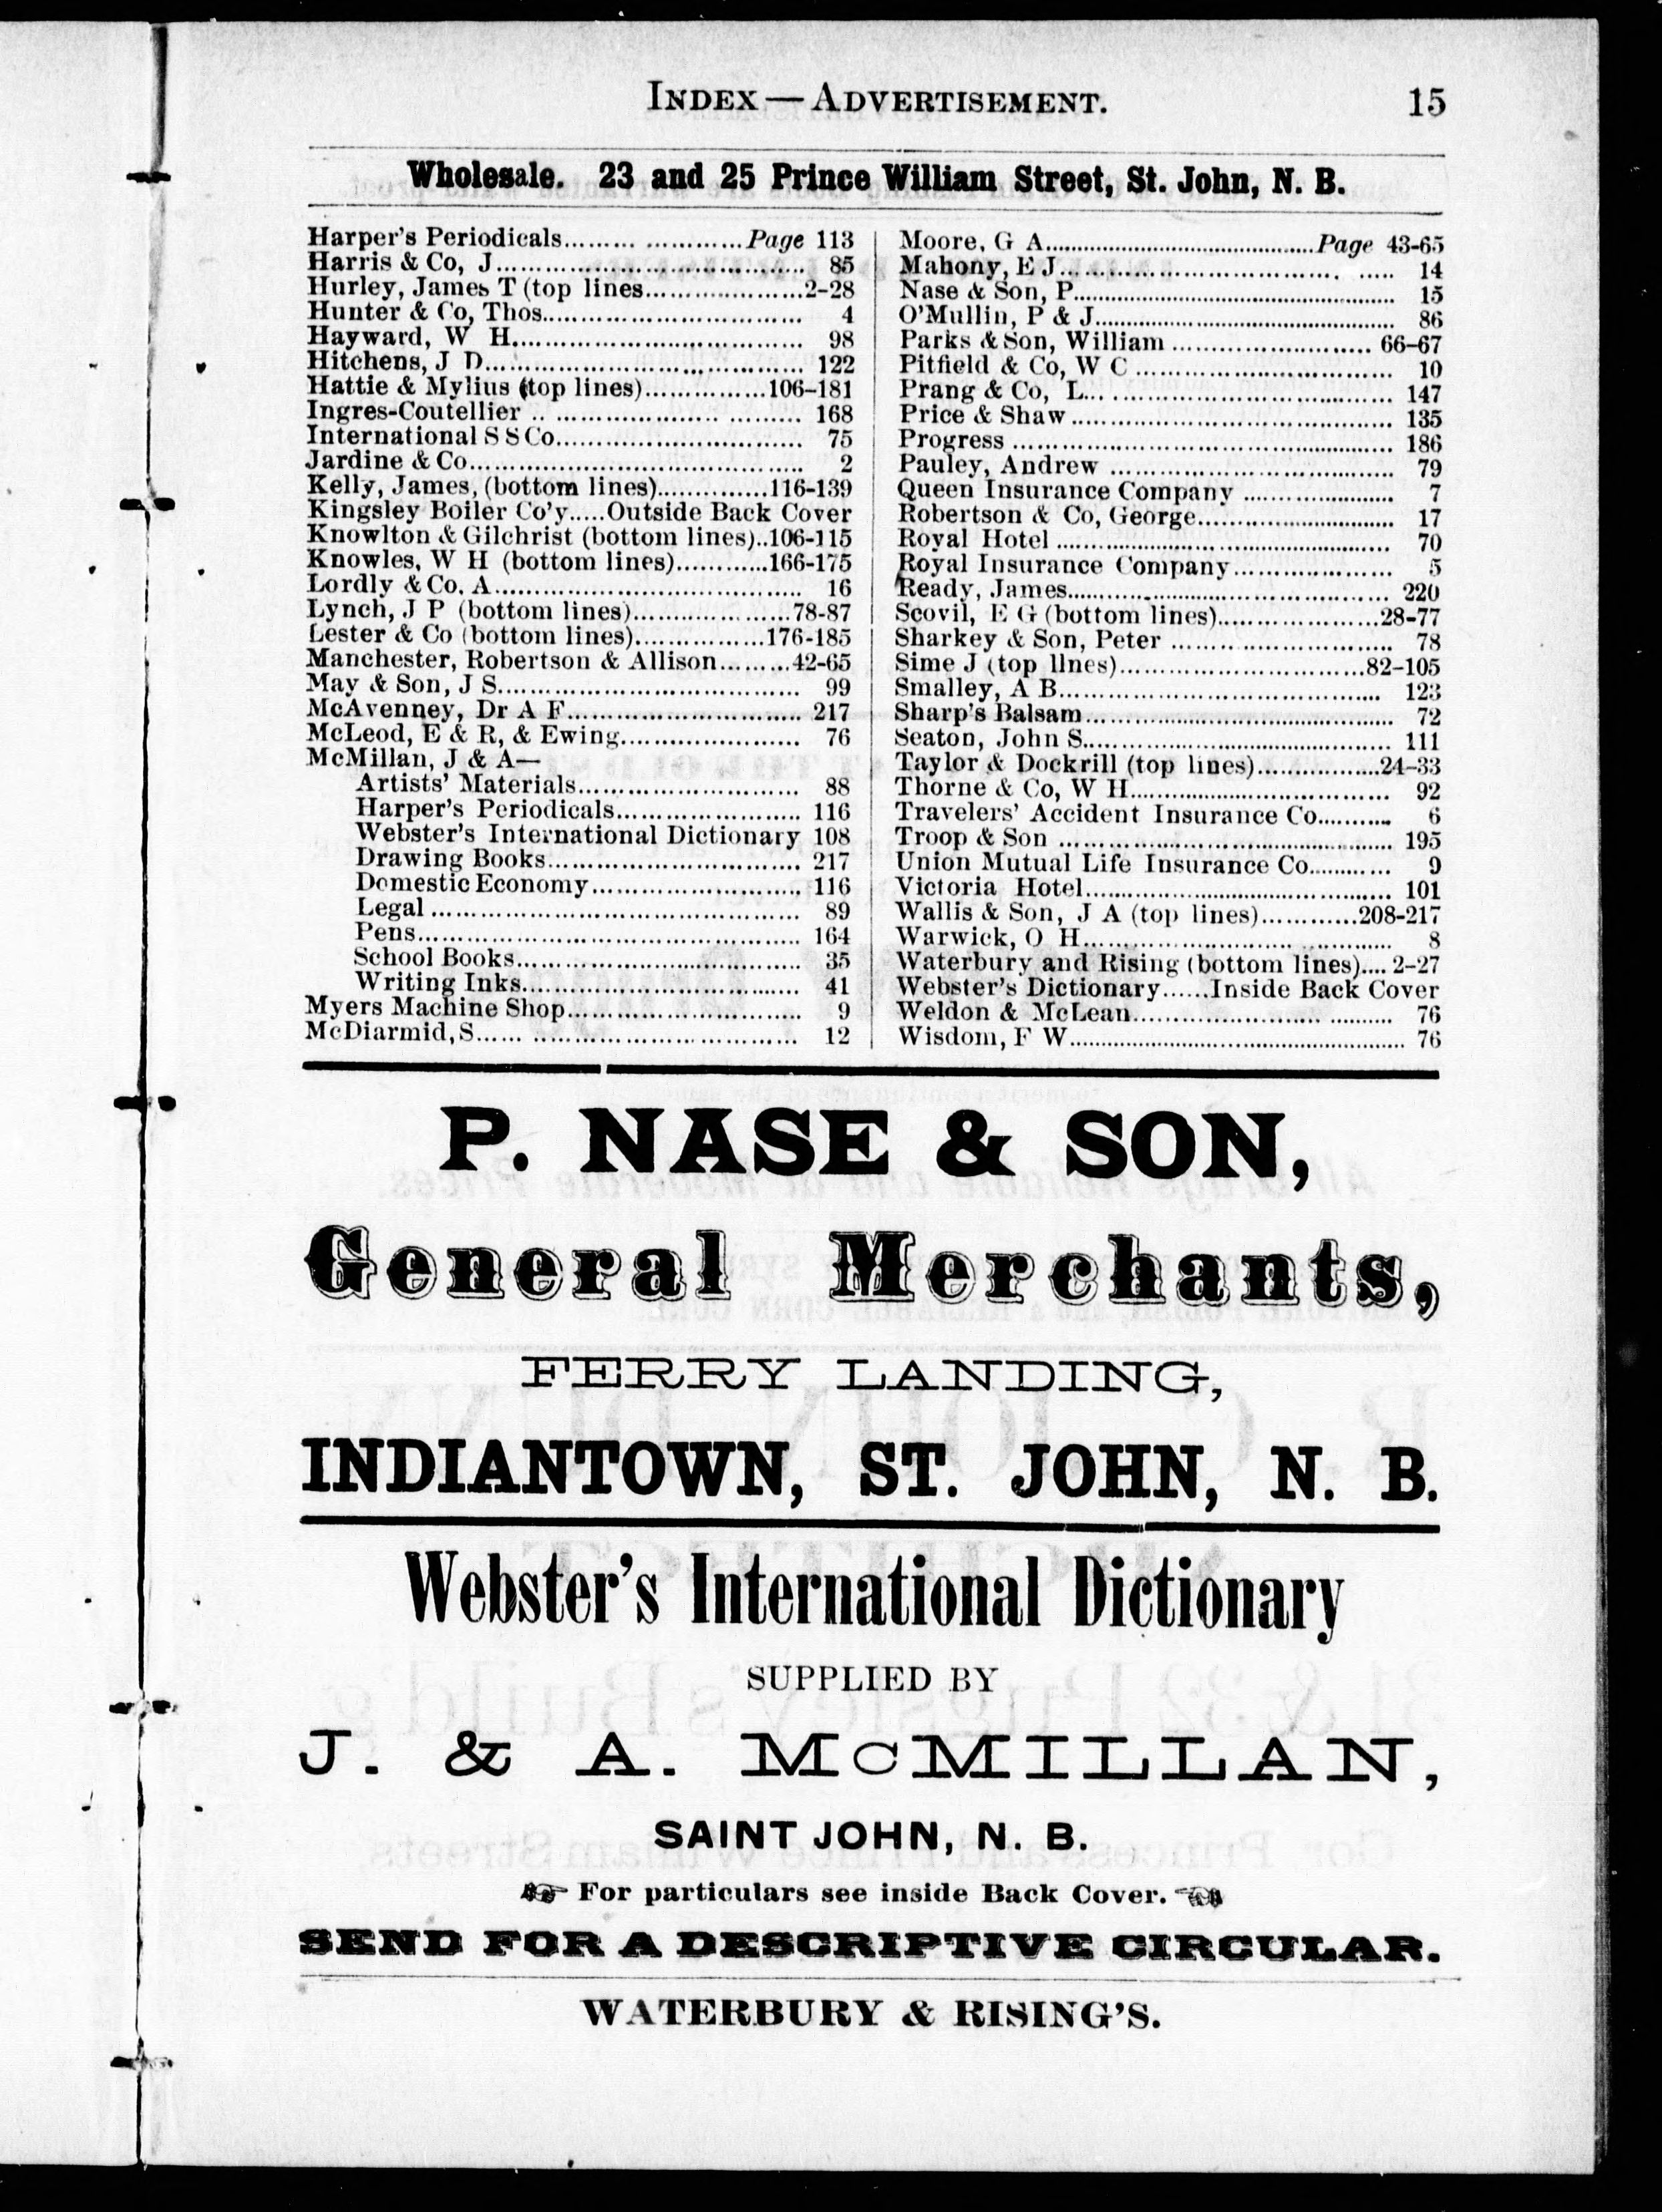 INDEX — ADVERTISEMENT. 15
Wholesale. 23 and 25 Prince William Street, St. John, N. B.
Harper's Periodicals......... ............Page 113
Harris & Co, J........................................ 85
Hurley, James T (top lines....................2-28
Hunter & Co, Thos................................ 4
Hayward, W H.................................... 98
Hitchens, J D........................................ 122
Hattie & Mylius (top lines)...............106-181
Ingres-Coutellier .................................. 168
International S S Co............................... 75
Jardine & Co......................................... 2
Kelly, James, (bottom lines)..............116-139
Kingsley Boiler Co'y.....Outside Back Cover
Knowlton & Gilchrist (bottom lines)..106-115
Knowles, W H (bottom lines)............166-175
Lordly & Co. A...................................... 16
Lynch, J P (bottom lines)....................78-87
Lester & Co (bottom lines)................176-185
Manchester, Robertson & Allison.........42-65
May & Son, J S..................................... 99
McAvenney, Dr A F............................. 217
McLeod, E & R, & Ewing...................... 76
McMillan, J & A—
Artists' Materials........................... 88
Harper's Periodicals....................... 116
Webster's International Dictionary 108
Drawing Books............................... 217
Domestic Economy.......................... 116
Legal ............................................. 89
Pens............................................... 164
School Books................................... 35
Writing Inks.................................. 41
Myers Machine Shop............................. 9
McDiarmid, S...... ................................ 12
Moore, G A........................................Page 43-65
Mahony, E J.................................. ..... 14
Nase & Son, P........................................ 15
O'Mullin, P & J..................................... 86
Parks & Son, William ......................... 66-67
Pitfield & Co, W C ................................ 10
Prang & Co, L....................................... 147
Price & Shaw........................................ 135
Progress ............................................... 186
Pauley, Andrew ................................... 79
Queen Insurance Company ................... 7
Robertson & Co, George........................ 17
Royal Hotel .......................................... 70
Royal Insurance Company.................... 5
Ready, James........................................ 220
Scovil, E G (bottom lines)....................28-77
Sharkey & Son, Peter ........................... 78
Sime J (top lines)..............................82-105
Smalley, A B........................................ 123
Sharp's Balsam..................................... 72
Seaton, John S...................................... 111
Taylor & Dockrill (top lines)...............24-33
Thorne & Co, W H................................ 92
Travelers' Accident Insurance Co.......... 6
Troop & Son ........................................ 195
Union Mutual Life Insurance Co........... 9
Victoria Hotel...................................... 101
Wallis & Son, J A (top lines)............208-217
Warwick, O H...................................... 8
Waterbury and Rising (bottom lines).... 2-27
Webster's Dictionary......Inside Back Cover
Weldon & McLean................................ 76
Wisdom, F W....................................... 76
P. NASE & SON,
General Merchants,
FERRY LANDING,
INDIANTOWN, ST. JOHN, N. B.
Webster's International Dictionary
SUPPLIED BY
J. & A. McMILLAN,
SAINT JOHN, N. B.
☞ For particulars see inside Back Cover. ☜
SEND FOR A DESCRIPTIVE CIRCULAR.
WATERBURY & RISING'S.